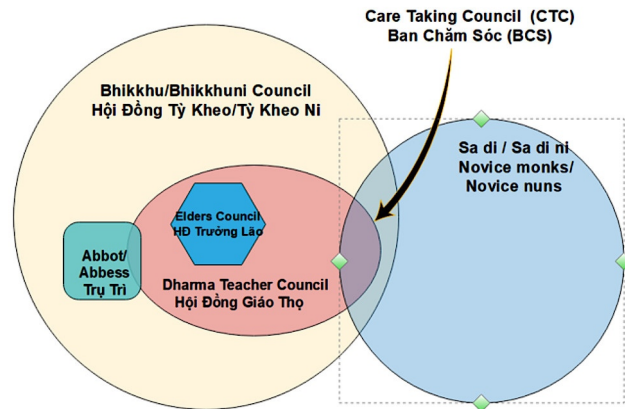 Care Taking Council (CTC)
Ban Chăm Sóc (BCS)
Bhikkhu/Bhikkhuni Council
Hội Đồng Tỳ Kheo/Tỳ Kheo Ni
Sa di / Sa di ni
Novice monks/
Novice nuns
Elders Council
HĐ Trưởng Lão
Abbot/
Abbess
Trụ Trì
Dharma Teacher Council
Hội Đồng Giáo Thọ